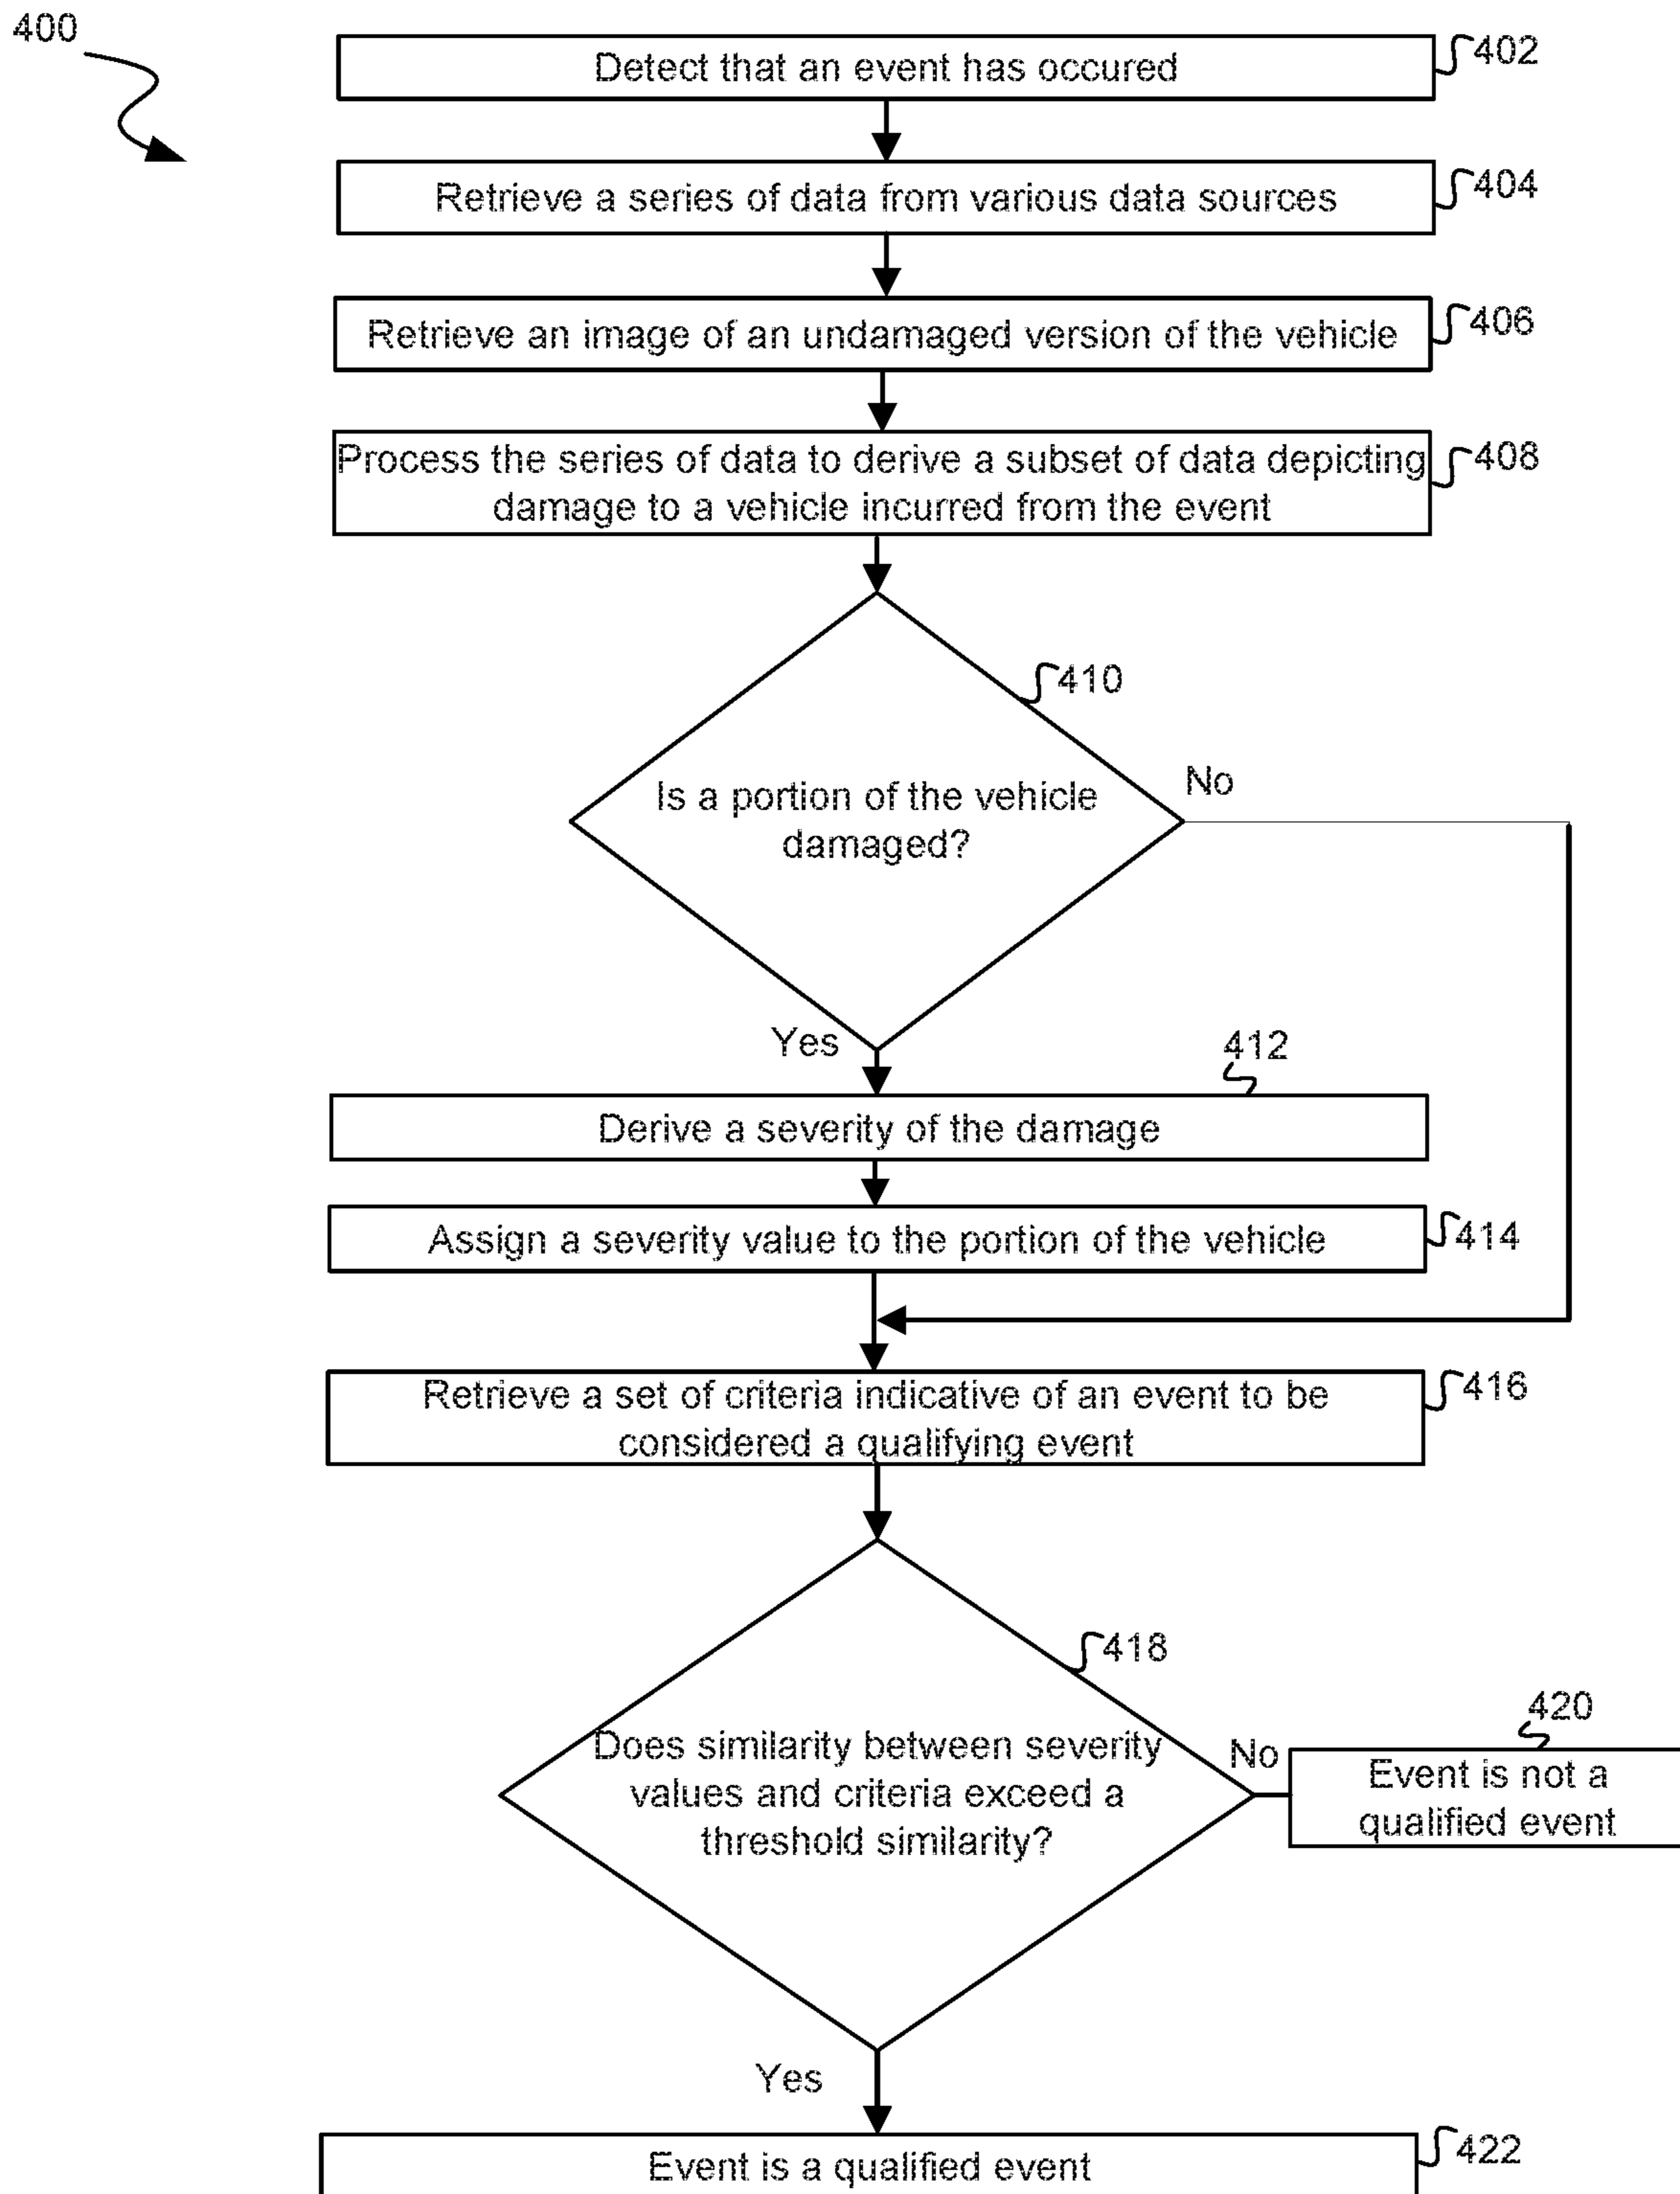 400
Detect that an event has occured
402
Retrieve a series of data from various data sources
404
Retrieve an image of an undamaged version of the vehicle
406
Process the series of data to derive a subset of data depicting
damage to a vehicle incurred from the event
408
410
Is a portion of the vehicle
damaged?
No
Yes
412
Derive a severity of the damage
Assign a severity value to the portion of the vehicle
414
Retrieve a set of criteria indicative of an event to be
considered a qualifying event
416
418
Does similarity between severity
values and criteria exceed a
threshold similarity?
No
420
Event is not a
qualified event
Yes
Event is a qualified event
422